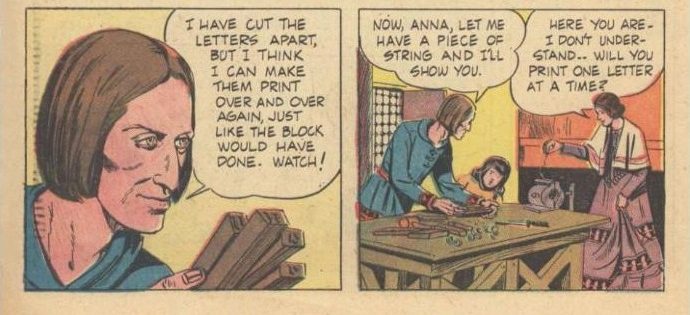 I HAVE CUT THE
LETTERS APART,
BUT I THINK
I CAN MAKE
THEM PRINT
OVER AND OVER
AGAIN, JUST
LIKE THE BLOCK
WOULD HAVE
DONE. WATCH!
NOW, ANNA, LET ME
HAVE A PIECE OF
STRING AND I'LL
SHOW YOU.
HERE YOU ARE-
I DON'T UNDER-
STAND-- WILL YOU
PRINT ONE LETTER
AT A TIME?